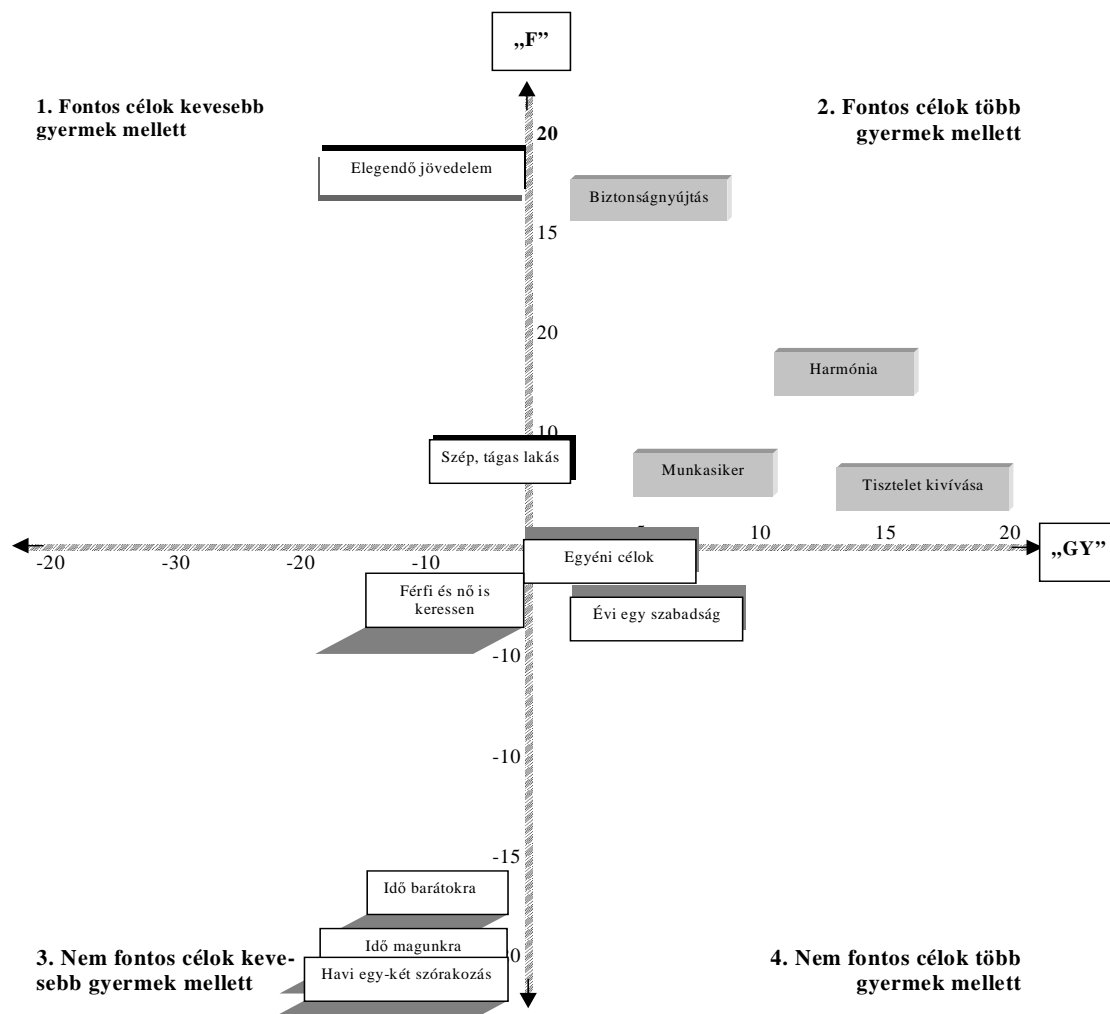 „F”
1. Fontos célok kevesebb
gyermek mellett
2. Fontos célok több
gyermek mellett
20
Elegendő jövedelem
Biztonságnyújtás
15
20
Harmónia
10
Szép, tágas lakás
Munkasiker
Tisztelet kivívása
10
15
20
„GY”
-20
-30
-20
-10
Egyéni célok
Férfi és nő is
keressen
Évi egy szabadság
-10
-10
-15
Idő barátokra
Idő magunkra
Havi egy-két szórakozás
3. Nem fontos célok keve-
sebb gyermek mellett
4. Nem fontos célok több
gyermek mellett